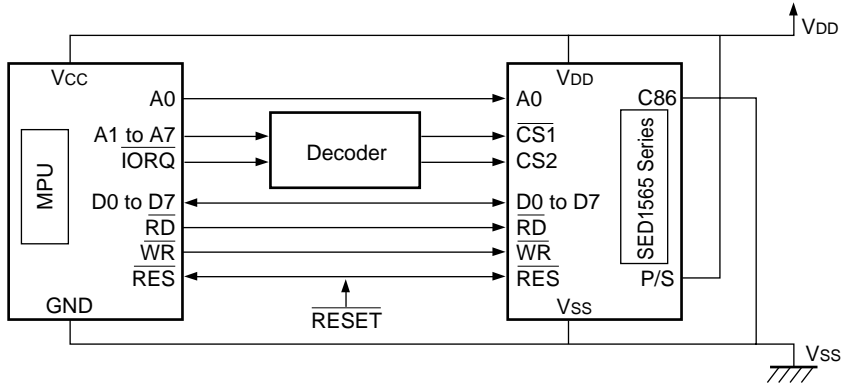 VDD
VCC
VDD
A0
A0
C86
A1 to A7
CS1
IORQ
Decoder
CS2
MPU
SED1565 Series
D0 to D7
D0 to D7
RD
RD
WR
WR
RES
RES
P/S
GND
RESET
VSS
VSS